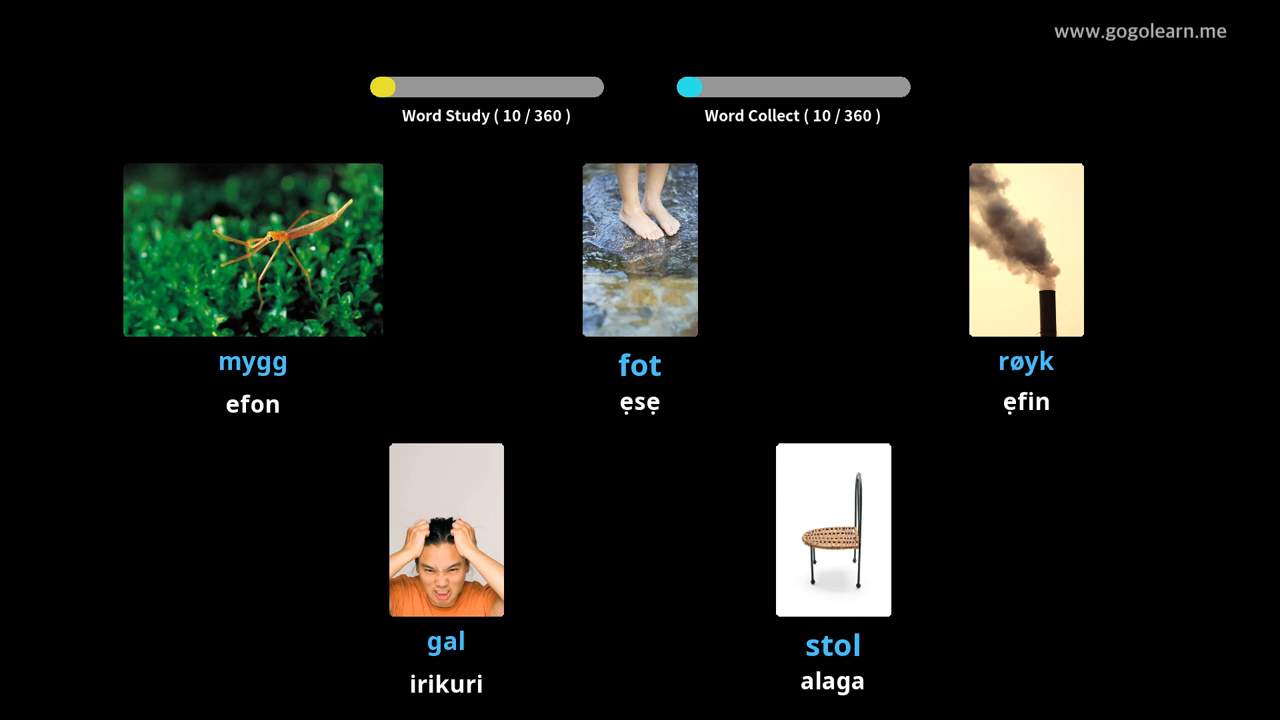 www.gogolearn.me
Word Study ( 10 / 360 )
Word Collect ( 10 / 360 )
mygg
efon
fot
ẹsẹ
røyk
ẹfin
gal
irikuri
stol
alaga